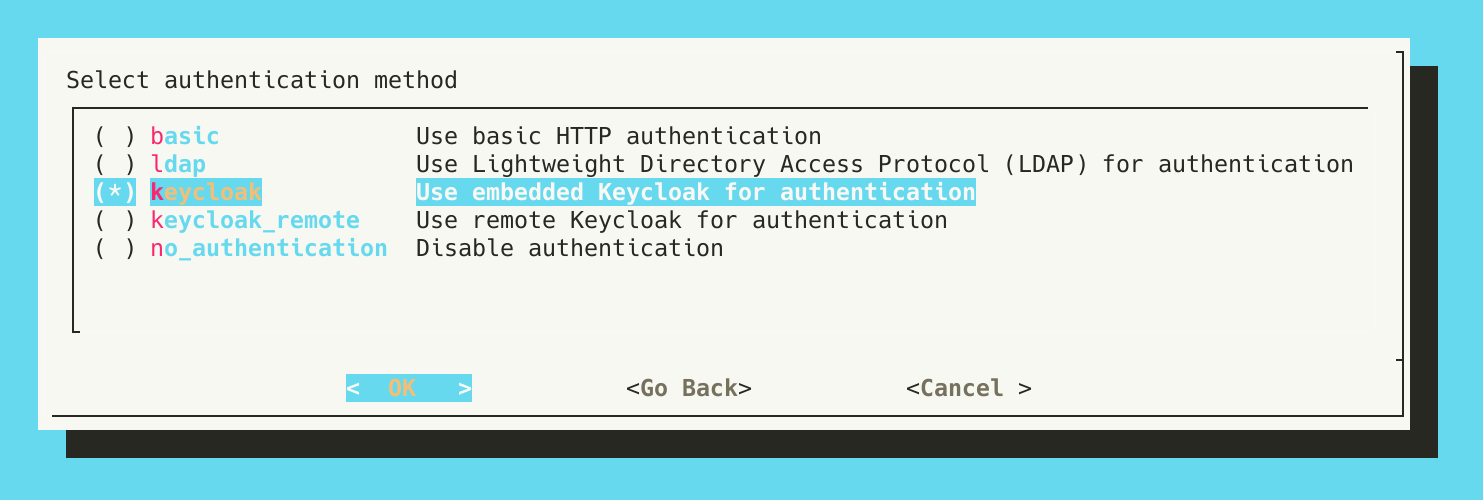 Select authentication method
( ) basic Use basic HTTP authentication
( ) ldap Use Lightweight Directory Access Protocol (LDAP) for authentication
(*) keycloak Use embedded Keycloak for authentication
( ) keycloak_remote Use remote Keycloak for authentication
( ) no_authentication Disable authentication
< OK > <Go Back> <Cancel >